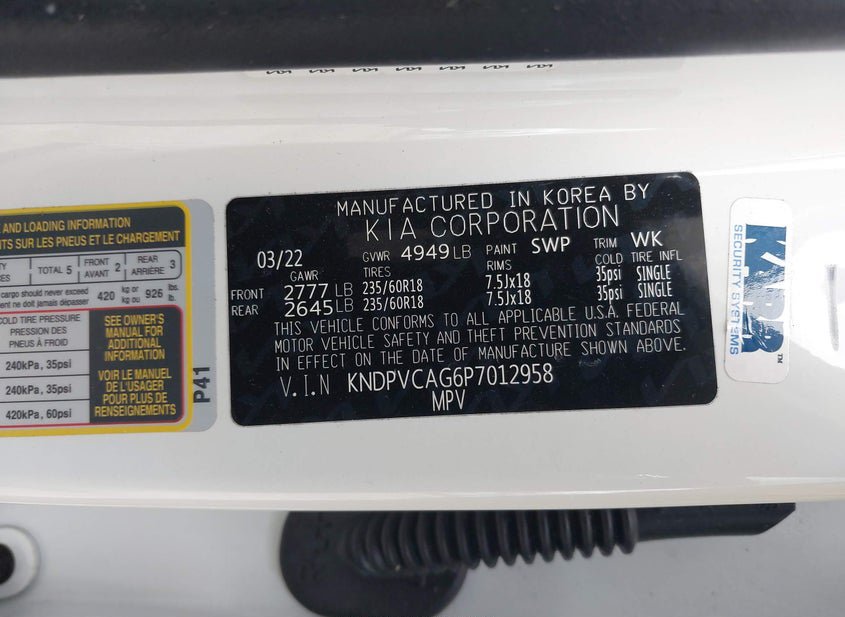 AND LOADING INFORMATION
TS SUR LES PNEUS ET LE CHARGEMENT
TOTAL 5
FRONT 2
AVANT
REAR 3
ARRIÈRE
cargo should never exceed 420 kg or 926 lbs.
ent ne doit jamais dépasser kg ou lb.
COLD TIRE PRESSURE
PRESSION DES
PNEUS À FROID
240kPa, 35psi
240kPa, 35psi
420kPa, 60psi
SEE OWNER'S
MANUAL FOR
ADDITIONAL
INFORMATION
VOIR LE MANUEL
DE L'USAGER
POUR PLUS DE
RENSEIGNEMENTS
P41
MANUFACTURED IN KOREA BY
KIA CORPORATION
03/22 GVWR 4949 LB PAINT SWP TRIM WK
GAWR TIRES RIMS COLD TIRE INFL
FRONT 2777 LB 235/60R18 7.5Jx18 35psi SINGLE
REAR 2645 LB 235/60R18 7.5Jx18 35psi SINGLE
THIS VEHICLE CONFORMS TO ALL APPLICABLE U.S.A. FEDERAL
MOTOR VEHICLE SAFETY AND THEFT PREVENTION STANDARDS
IN EFFECT ON THE DATE OF MANUFACTURE SHOWN ABOVE.
V.I.N KNDPVCAG6P7012958
MPV
SECURITY SYSTEMS
TM